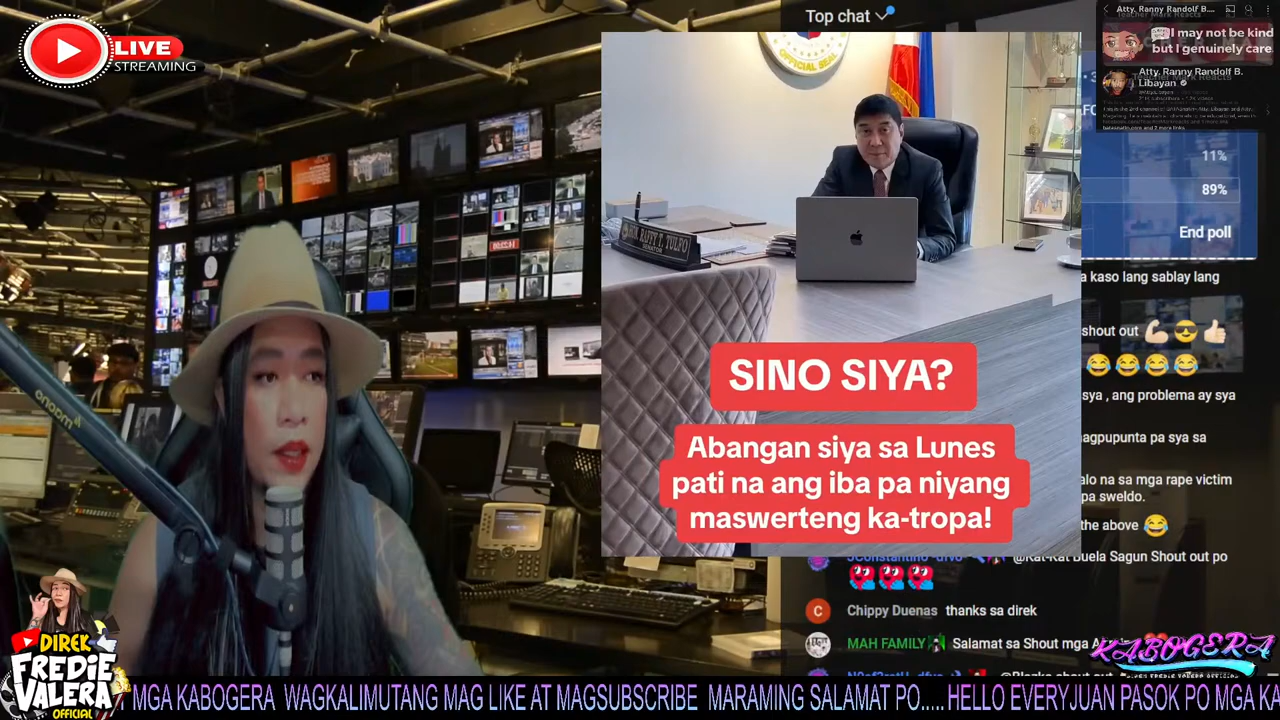 LIVE
STREAMING
Top chat
Atty. Ranny Randolf B...
I may not be kind
but I genuinely care
Atty. Ranny Randolf B.
Libayan
OFFICIAL SEAL
11%
89%
End poll
HON. RAFFY T. TULFO
SENATOR
a kaso lang sablay lang
shout out 💪😎👍
😂😂😂😂
sya , ang problema ay sya
agpupunta pa sya sa
alo na sa mga rape victim
pa sweldo.
the above 😂
SINO SIYA?
Abangan siya sa Lunes
pati na ang iba pa niyang
maswerteng ka-tropa!
@Kat-Kat Buela Sagun Shout out po
C Chippy Duenas thanks sa direk
MAH FAMILY Salamat sa Shout mga
maono
DIREK
FREDIE
VALERA
OFFICIAL
KABOGERA
MGA KABOGERA WAGKALIMUTANG MAG LIKE AT MAGSUBSCRIBE MARAMING SALAMAT PO.....HELLO EVERYJUAN PASOK PO MGA KA